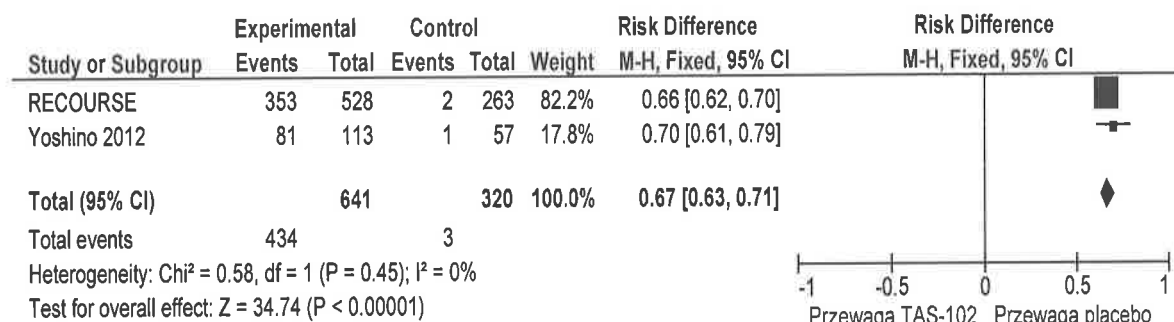 Experimental Control Risk Difference Risk Difference
Study or Subgroup Events Total Events Total Weight M-H, Fixed, 95% CI M-H, Fixed, 95% CI
RECOURSE 353 528 2 263 82.2% 0.66 [0.62, 0.70]
Yoshino 2012 81 113 1 57 17.8% 0.70 [0.61, 0.79]
Total (95% CI) 641 320 100.0% 0.67 [0.63, 0.71]
Total events 434 3
Heterogeneity: Chi² = 0.58, df = 1 (P = 0.45); I² = 0%
Test for overall effect: Z = 34.74 (P < 0.00001)
-1 -0.5 0 0.5 1
Przewaga TAS-102 Przewaga placebo